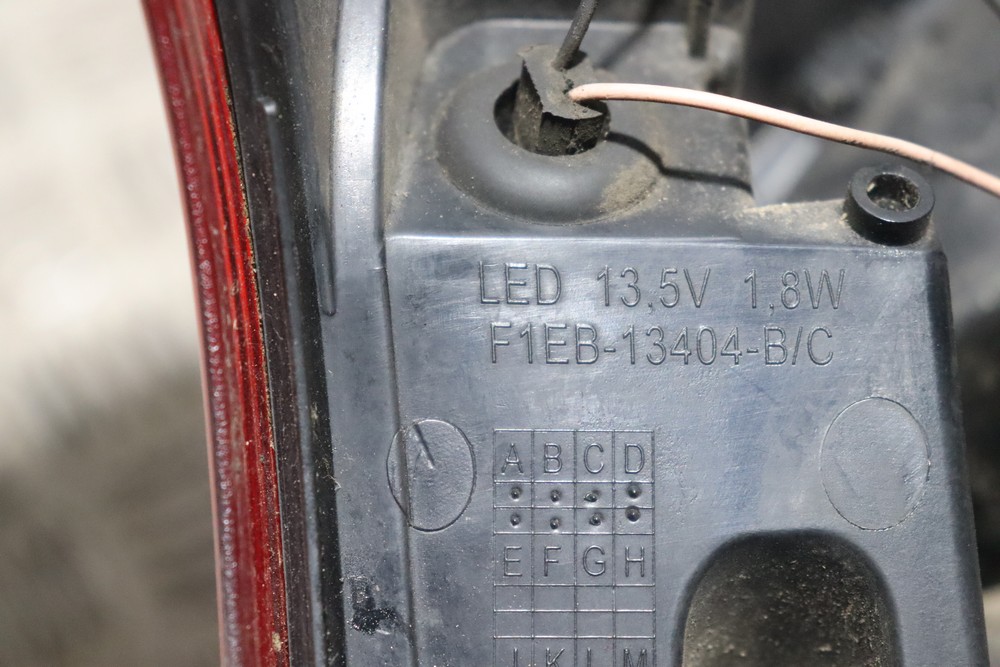 LED 13,5V 1,8W
F1EB-13404-B/C
A B C D
E F G H
J K L M